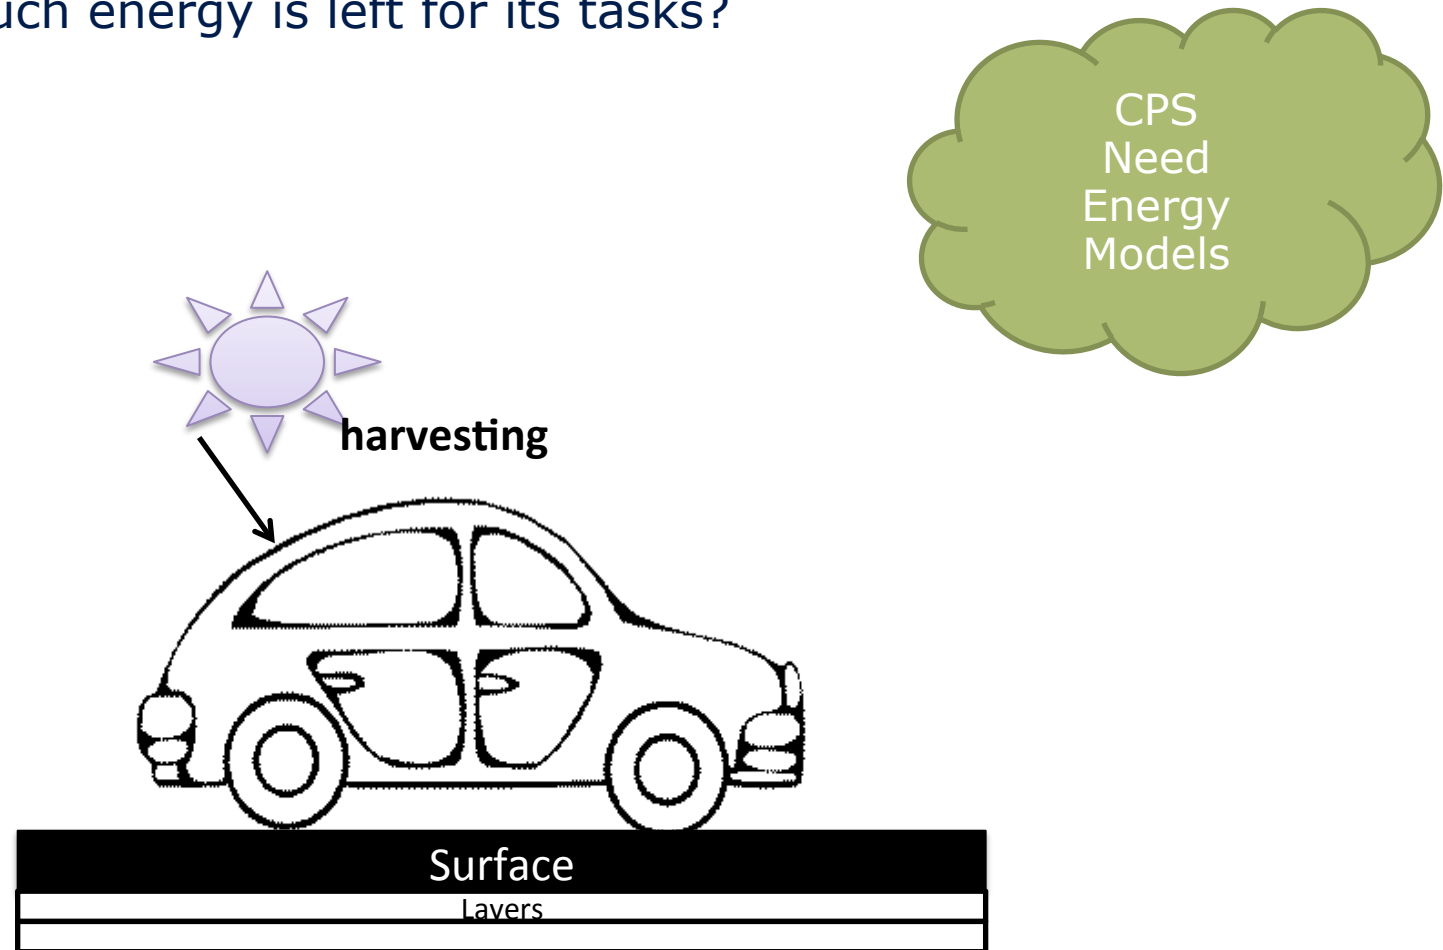 uch energy is left for its tasks?
CPS
Need
Energy
Models
harvesting
Surface
Layers